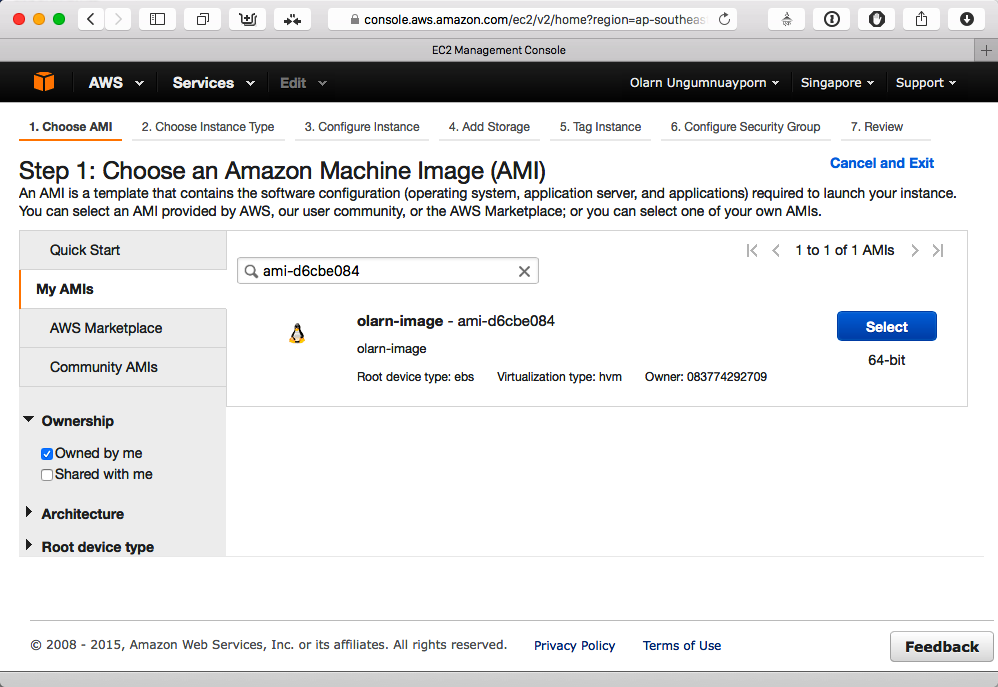 console.aws.amazon.com/ec2/v2/home?region=ap-southeas
EC2 Management Console
AWS Services Edit Olarn Ungumnuayporn Singapore Support
1. Choose AMI 2. Choose Instance Type 3. Configure Instance 4. Add Storage 5. Tag Instance 6. Configure Security Group 7. Review
Step 1: Choose an Amazon Machine Image (AMI)
Cancel and Exit
An AMI is a template that contains the software configuration (operating system, application server, and applications) required to launch your instance.
You can select an AMI provided by AWS, our user community, or the AWS Marketplace; or you can select one of your own AMIs.
Quick Start
My AMIs
AWS Marketplace
Community AMIs
Ownership
Owned by me
Shared with me
Architecture
Root device type
ami-d6cbe084
1 to 1 of 1 AMIs
olarn-image - ami-d6cbe084
olarn-image
Root device type: ebs Virtualization type: hvm Owner: 083774292709
Select
64-bit
© 2008 - 2015, Amazon Web Services, Inc. or its affiliates. All rights reserved. Privacy Policy Terms of Use
Feedback